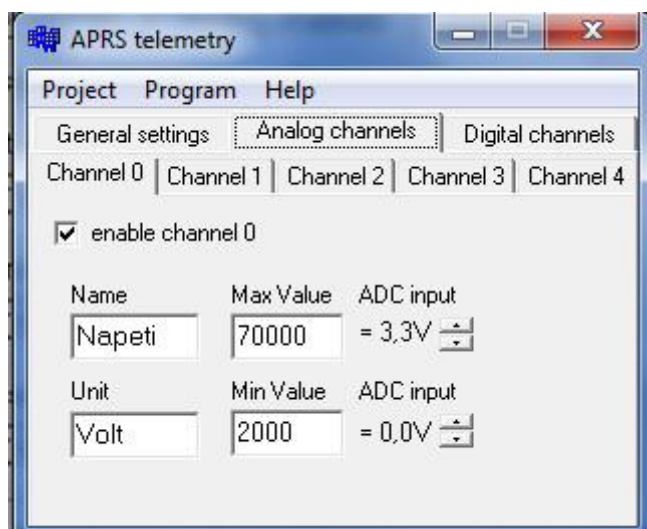 APRS telemetry
Project Program Help
General settings Analog channels Digital channels
Channel 0 Channel 1 Channel 2 Channel 3 Channel 4
enable channel 0
Name Max Value ADC input
Napeti 70000 = 3,3V
Unit Min Value ADC input
Volt 2000 = 0,0V